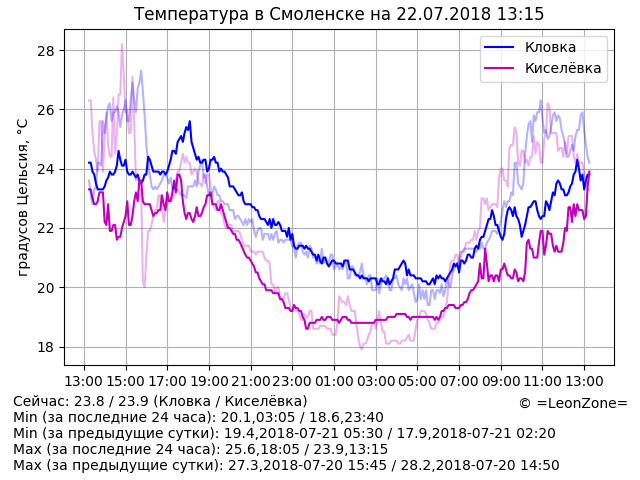 Температура в Смоленске на 22.07.2018 13:15
Кловка
Киселёвка
градусов Цельсия, °C
28
26
24
22
20
18
13:00 15:00 17:00 19:00 21:00 23:00 01:00 03:00 05:00 07:00 09:00 11:00 13:00
Сейчас: 23.8 / 23.9 (Кловка / Киселёвка)
© =LeonZone=
Min (за последние 24 часа): 20.1,03:05 / 18.6,23:40
Min (за предыдущие сутки): 19.4,2018-07-21 05:30 / 17.9,2018-07-21 02:20
Max (за последние 24 часа): 25.6,18:05 / 23.9,13:15
Max (за предыдущие сутки): 27.3,2018-07-20 15:45 / 28.2,2018-07-20 14:50